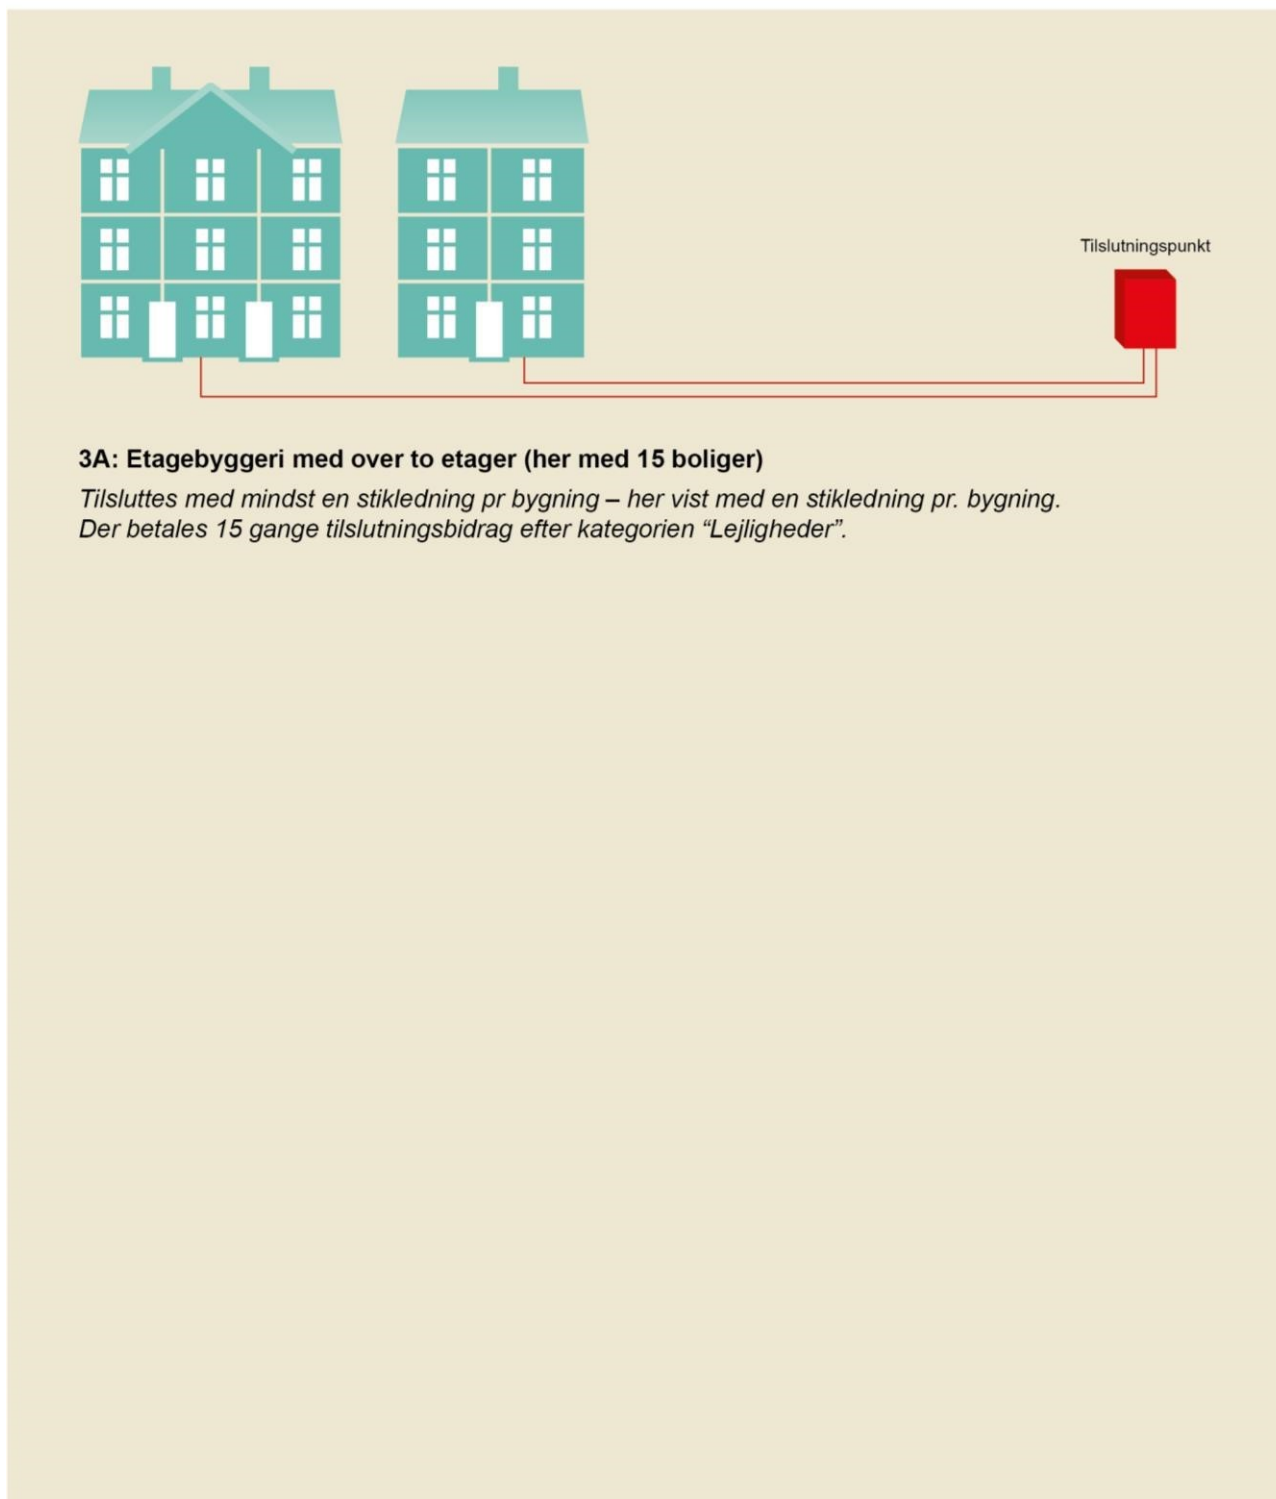 Tilslutningspunkt
3A: Etagebyggeri med over to etager (her med 15 boliger)
Tilsluttes med mindst en stikledning pr bygning – her vist med en stikledning pr. bygning.
Der betales 15 gange tilslutningsbidrag efter kategorien “Lejligheder”.